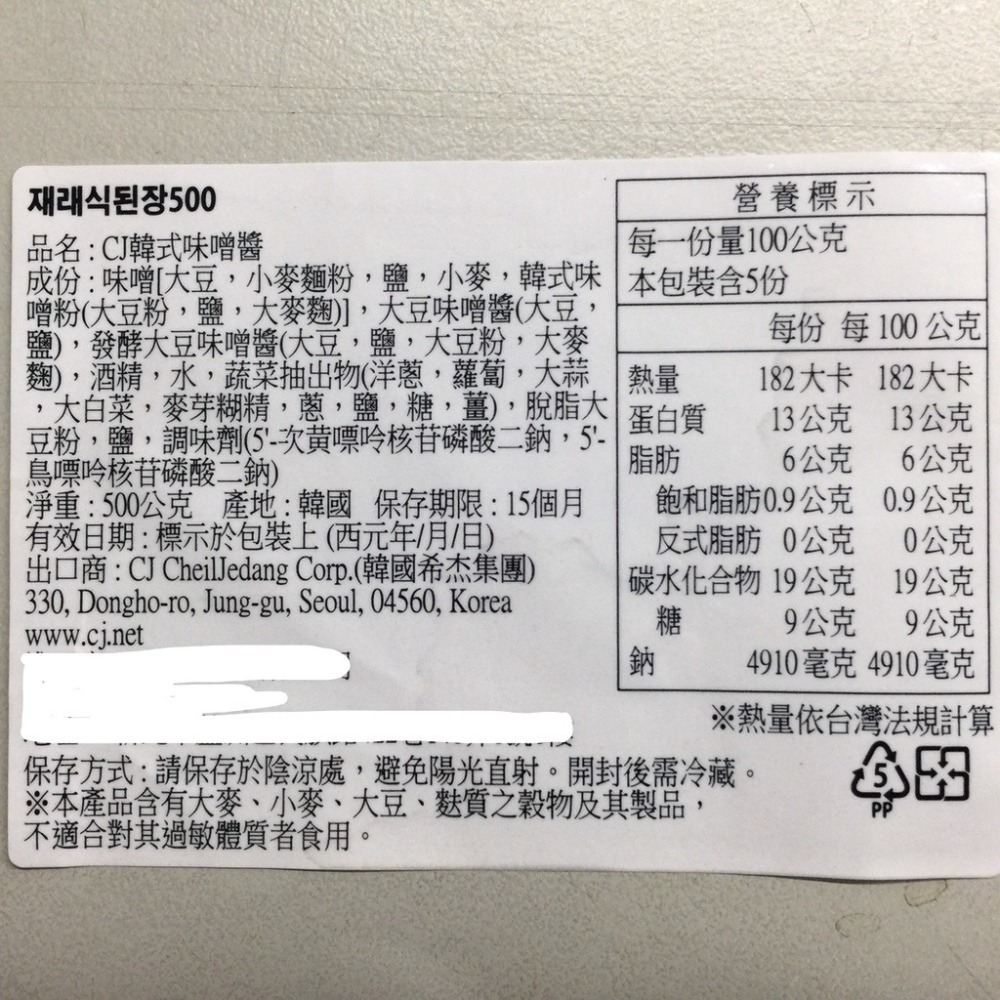 재래식된장500
品名:CJ韓式味噌醬
成份:味噌[大豆,小麥麵粉,鹽,小麥,韓式味
噌粉(大豆粉,鹽,大麥麴)],大豆味噌醬(大豆,
鹽),發酵大豆味噌醬(大豆,鹽,大豆粉,大麥
麴),酒精,水,蔬菜抽出物(洋蔥,蘿蔔,大蒜
,大白菜,麥芽糊精,蔥,鹽,糖,薑),脫脂大
豆粉,鹽,調味劑(5'-次黃嘌呤核苷磷酸二鈉,5'-
鳥嘌呤核苷磷酸二鈉)
淨重:500公克 產地:韓國 保存期限:15個月
有效日期:標示於包裝上(西元年/月/日)
出口商:CJ CheilJedang Corp.(韓國希杰集團)
330, Dongho-ro, Jung-gu, Seoul, 04560, Korea
www.cj.net
保存方式:請保存於陰涼處,避免陽光直射。開封後需冷藏。
※本產品含有大麥、小麥、大豆、麩質之穀物及其製品,
不適合對其過敏體質者食用。
營養標示
每一份量100公克
本包裝含5份
每份 每100公克
熱量 182大卡 182大卡
蛋白質 13公克 13公克
脂肪 6公克 6公克
飽和脂肪 0.9公克 0.9公克
反式脂肪 0公克 0公克
碳水化合物 19公克 19公克
糖 9公克 9公克
鈉 4910毫克 4910毫克
※熱量依台灣法規計算
5
PP